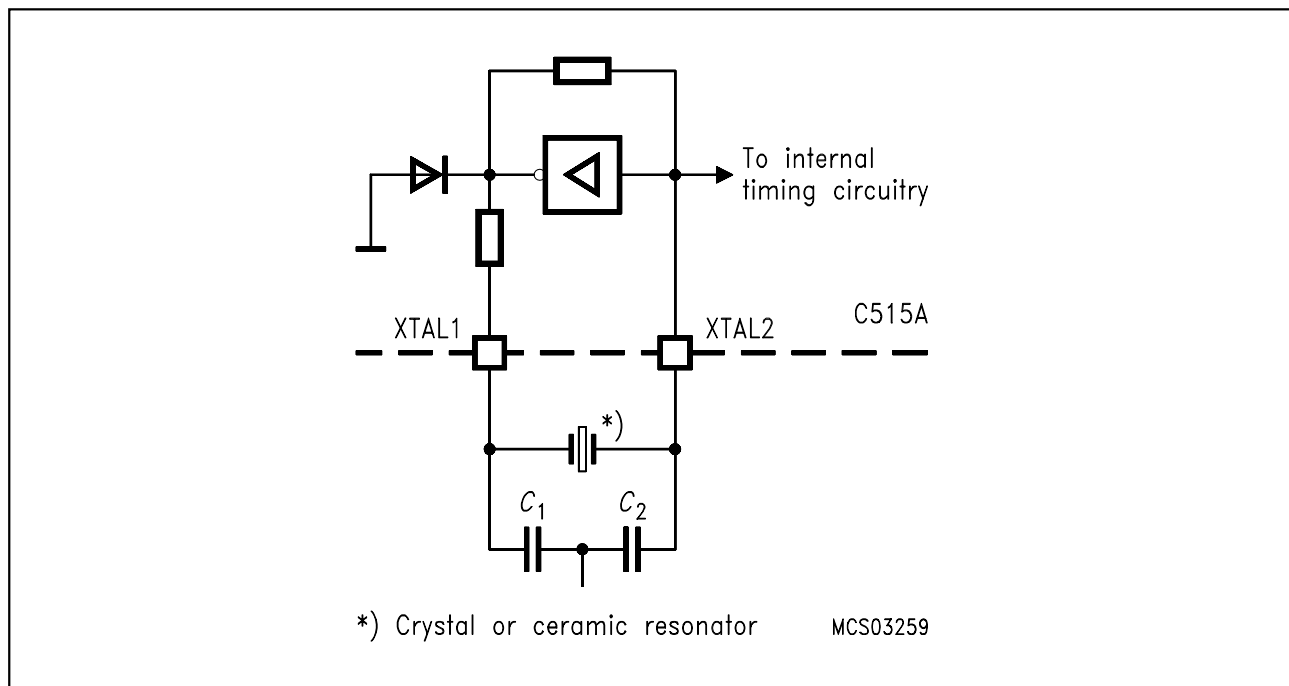 To internal
timing circuitry
C515A
XTAL1
XTAL2
*)
C1
C2
*) Crystal or ceramic resonator
MCS03259